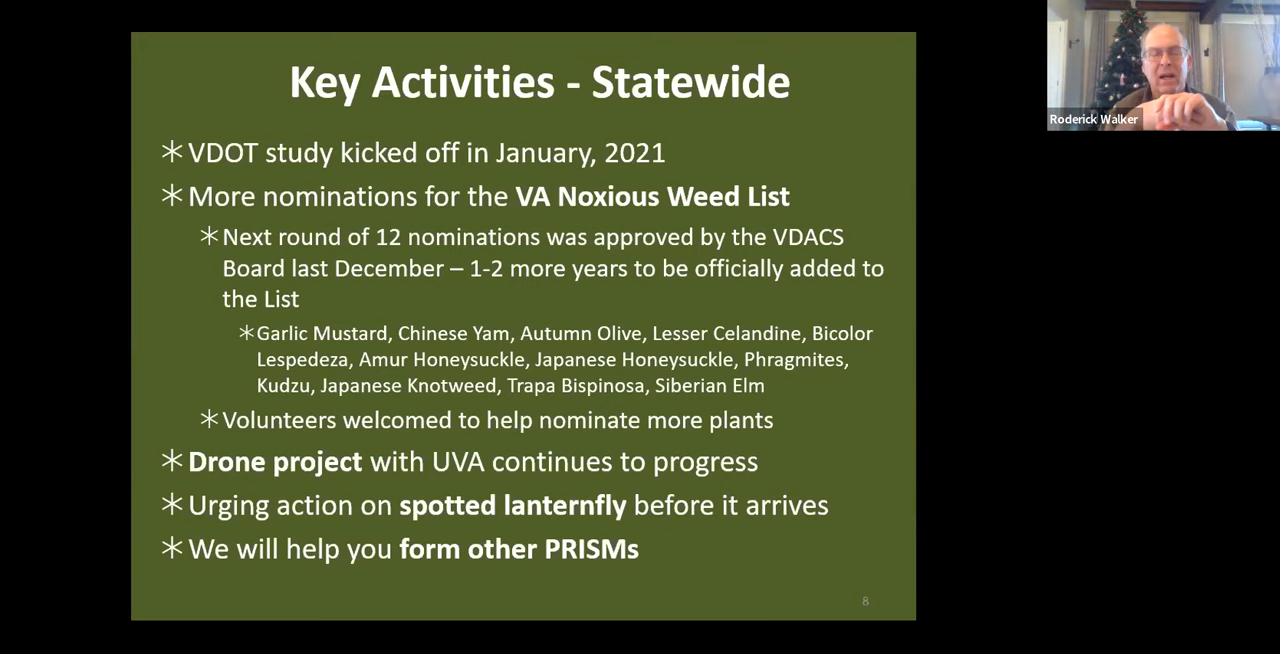 Key Activities - Statewide
VDOT study kicked off in January, 2021
More nominations for the VA Noxious Weed List
Next round of 12 nominations was approved by the VDACS
Board last December – 1-2 more years to be officially added to
the List
Garlic Mustard, Chinese Yam, Autumn Olive, Lesser Celandine, Bicolor
Lespedeza, Amur Honeysuckle, Japanese Honeysuckle, Phragmites,
Kudzu, Japanese Knotweed, Trapa Bispinosa, Siberian Elm
Volunteers welcomed to help nominate more plants
Drone project with UVA continues to progress
Urging action on spotted lanternfly before it arrives
We will help you form other PRISMs
8
Roderick Walker